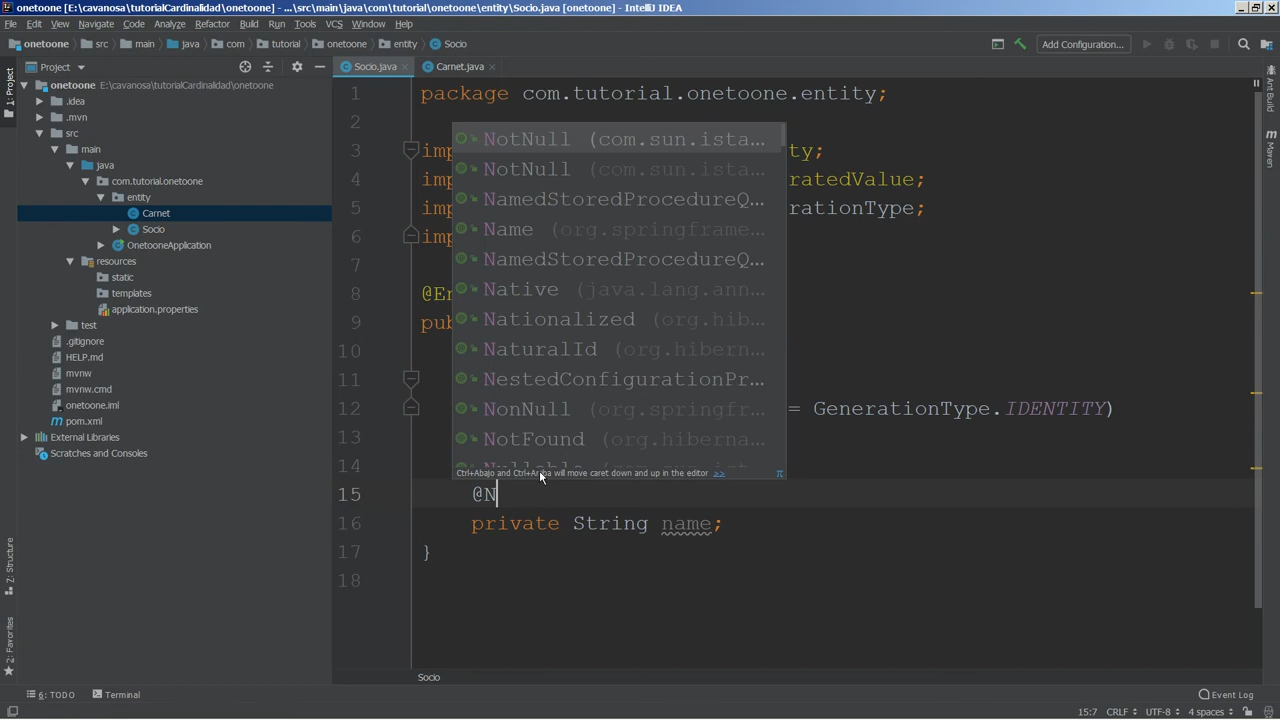 onetoone [E:\cavanosa\tutorialCardinalidad\onetoone] - ...\src\main\java\com\tutorial\onetoone\entity\Socio.java [onetoone] - IntelliJ IDEA
File Edit View Navigate Code Analyze Refactor Build Run Tools VCS Window Help
onetoone src main java com tutorial onetoone entity Socio Add Configuration...
Project
Socio.java
Carnet.java
1: Project
onetoone E:\cavanosa\tutorialCardinalidad\onetoone
.idea
.mvn
src
main
java
com.tutorial.onetoone
entity
Carnet
Socio
OnetooneApplication
resources
static
templates
application.properties
test
.gitignore
HELP.md
mvnw
mvnw.cmd
onetoone.iml
pom.xml
External Libraries
Scratches and Consoles
Z: Structure
2: Favorites
1 package com.tutorial.onetoone.entity;
2
3 imp ty;
4 imp ratedValue;
5 imp rationType;
6 imp
7
8 @En
9 pub
10
11
12 = GenerationType.IDENTITY)
13
14
15 @N
16 private String name;
17 }
18
NotNull (com.sun.ista...
NotNull (com.sun.ista...
NamedStoredProcedureQ...
Name (org.springframe...
NamedStoredProcedureQ...
Native (java.lang.ann...
Nationalized (org.hib...
NaturalId (org.hibern...
NestedConfigurationPr...
NonNull (org.springfr...
NotFound (org.hiberna...
Ctrl+Abajo and Ctrl+Arriba will move caret down and up in the editor >> π
Maven
Database
Ant Build
Socio
6: TODO Terminal Event Log
15:7 CRLF UTF-8 4 spaces